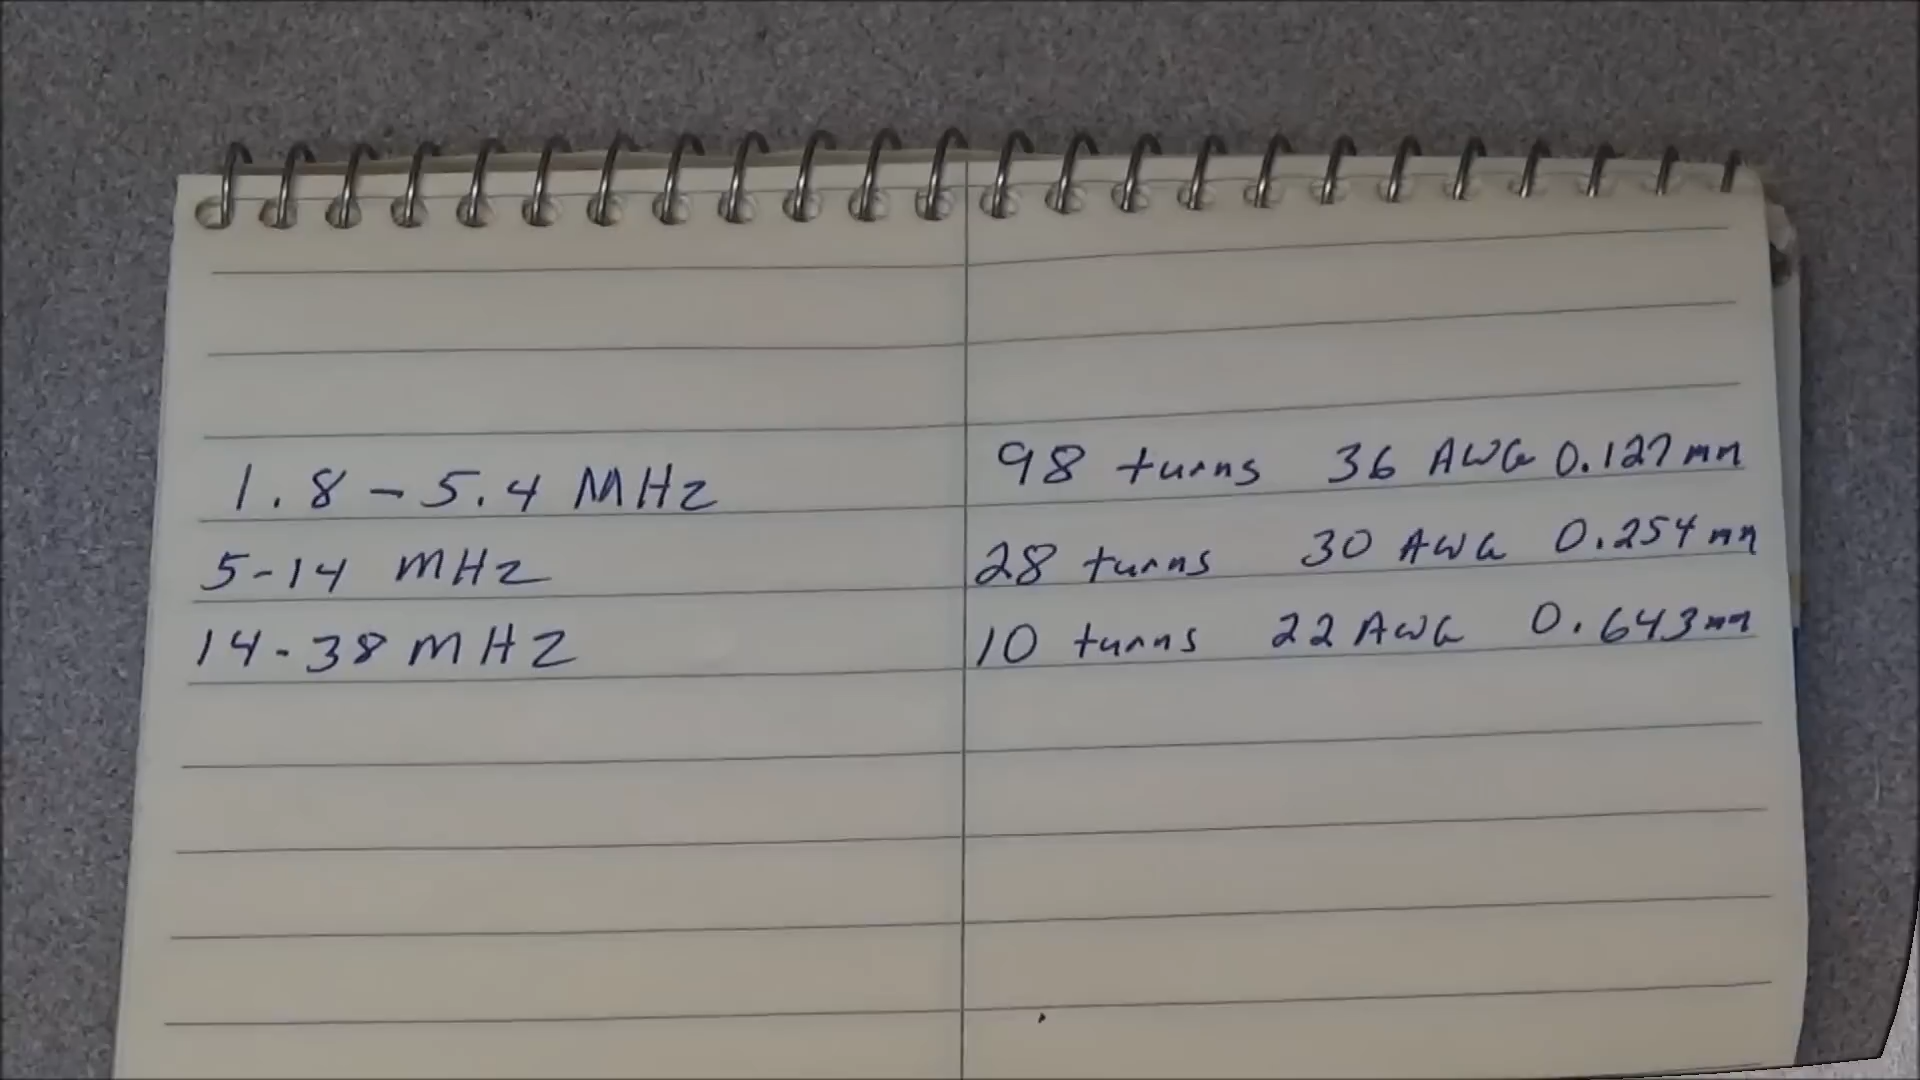 1.8 - 5.4 MHz 98 turns 36 AWG 0.127 mm
5-14 MHz 28 turns 30 AWG 0.254 mm
14-38 MHZ 10 turns 22 AWG 0.643 mm